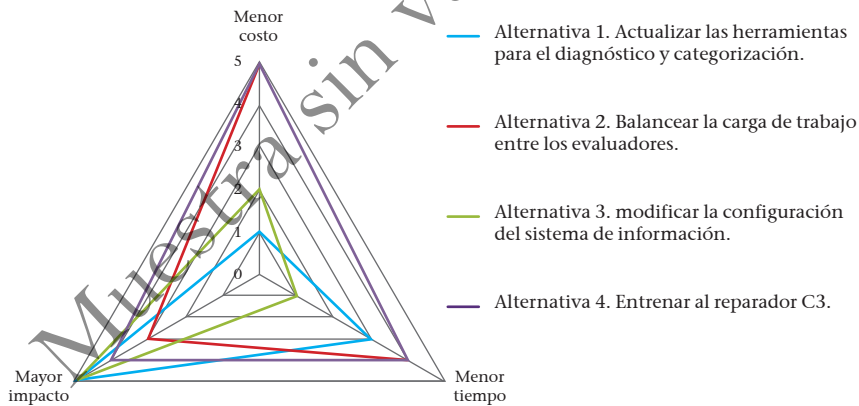 Menor
costo
5
4
3
2
1
0
Mayor
impacto
Menor
tiempo
Alternativa 1. Actualizar las herramientas
para el diagnóstico y categorización.
Alternativa 2. Balancear la carga de trabajo
entre los evaluadores.
Alternativa 3. modificar la configuración
del sistema de información.
Alternativa 4. Entrenar al reparador C3.
Muestra sin